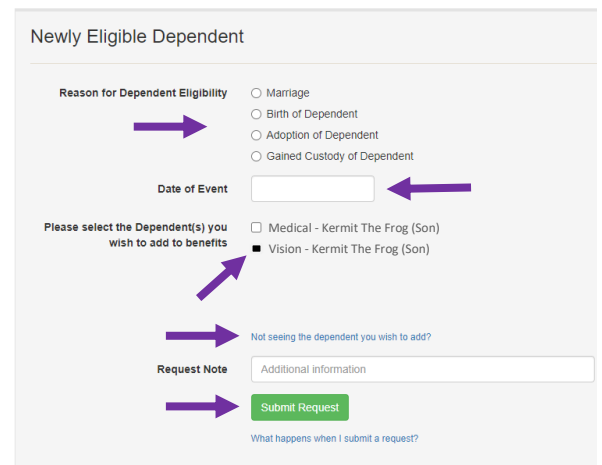 Newly Eligible Dependent
Reason for Dependent Eligibility
Marriage
Birth of Dependent
Adoption of Dependent
Gained Custody of Dependent
Date of Event
Please select the Dependent(s) you
wish to add to benefits
Medical - Kermit The Frog (Son)
Vision - Kermit The Frog (Son)
Not seeing the dependent you wish to add?
Request Note
Additional information
Submit Request
What happens when I submit a request?